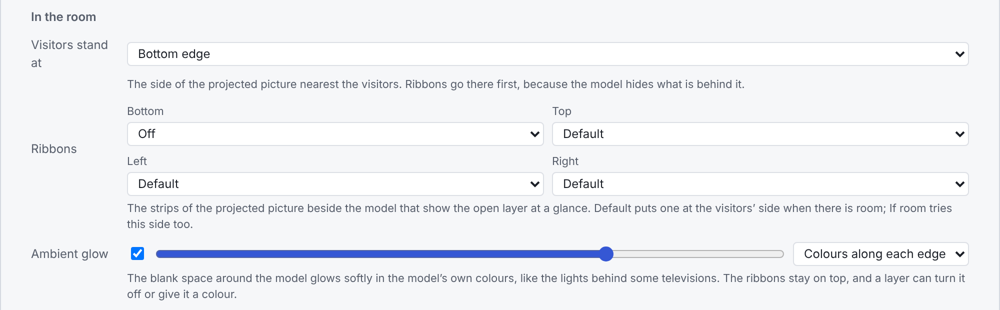 In the room
Visitors stand at
Bottom edge
The side of the projected picture nearest the visitors. Ribbons go there first, because the model hides what is behind it.
Ribbons
Bottom
Top
Off
Default
Left
Right
Default
Default
The strips of the projected picture beside the model that show the open layer at a glance. Default puts one at the visitors’ side when there is room; If room tries
this side too.
Ambient glow
Colours along each edge
The blank space around the model glows softly in the model’s own colours, like the lights behind some televisions. The ribbons stay on top, and a layer can turn it
off or give it a colour.